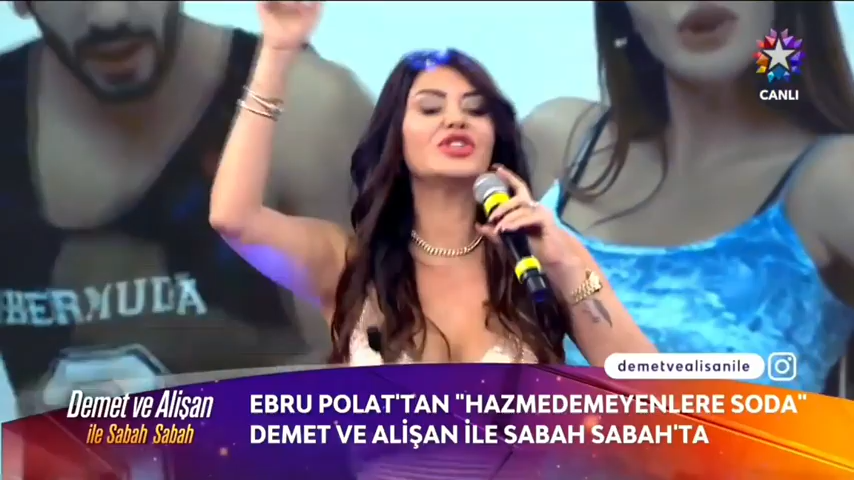 CANLI
BERMUDA
demetvealisanile
Demet ve Alişan
ile Sabah Sabah
EBRU POLAT'TAN "HAZMEDEMEYENLERE SODA"
DEMET VE ALİŞAN İLE SABAH SABAH'TA